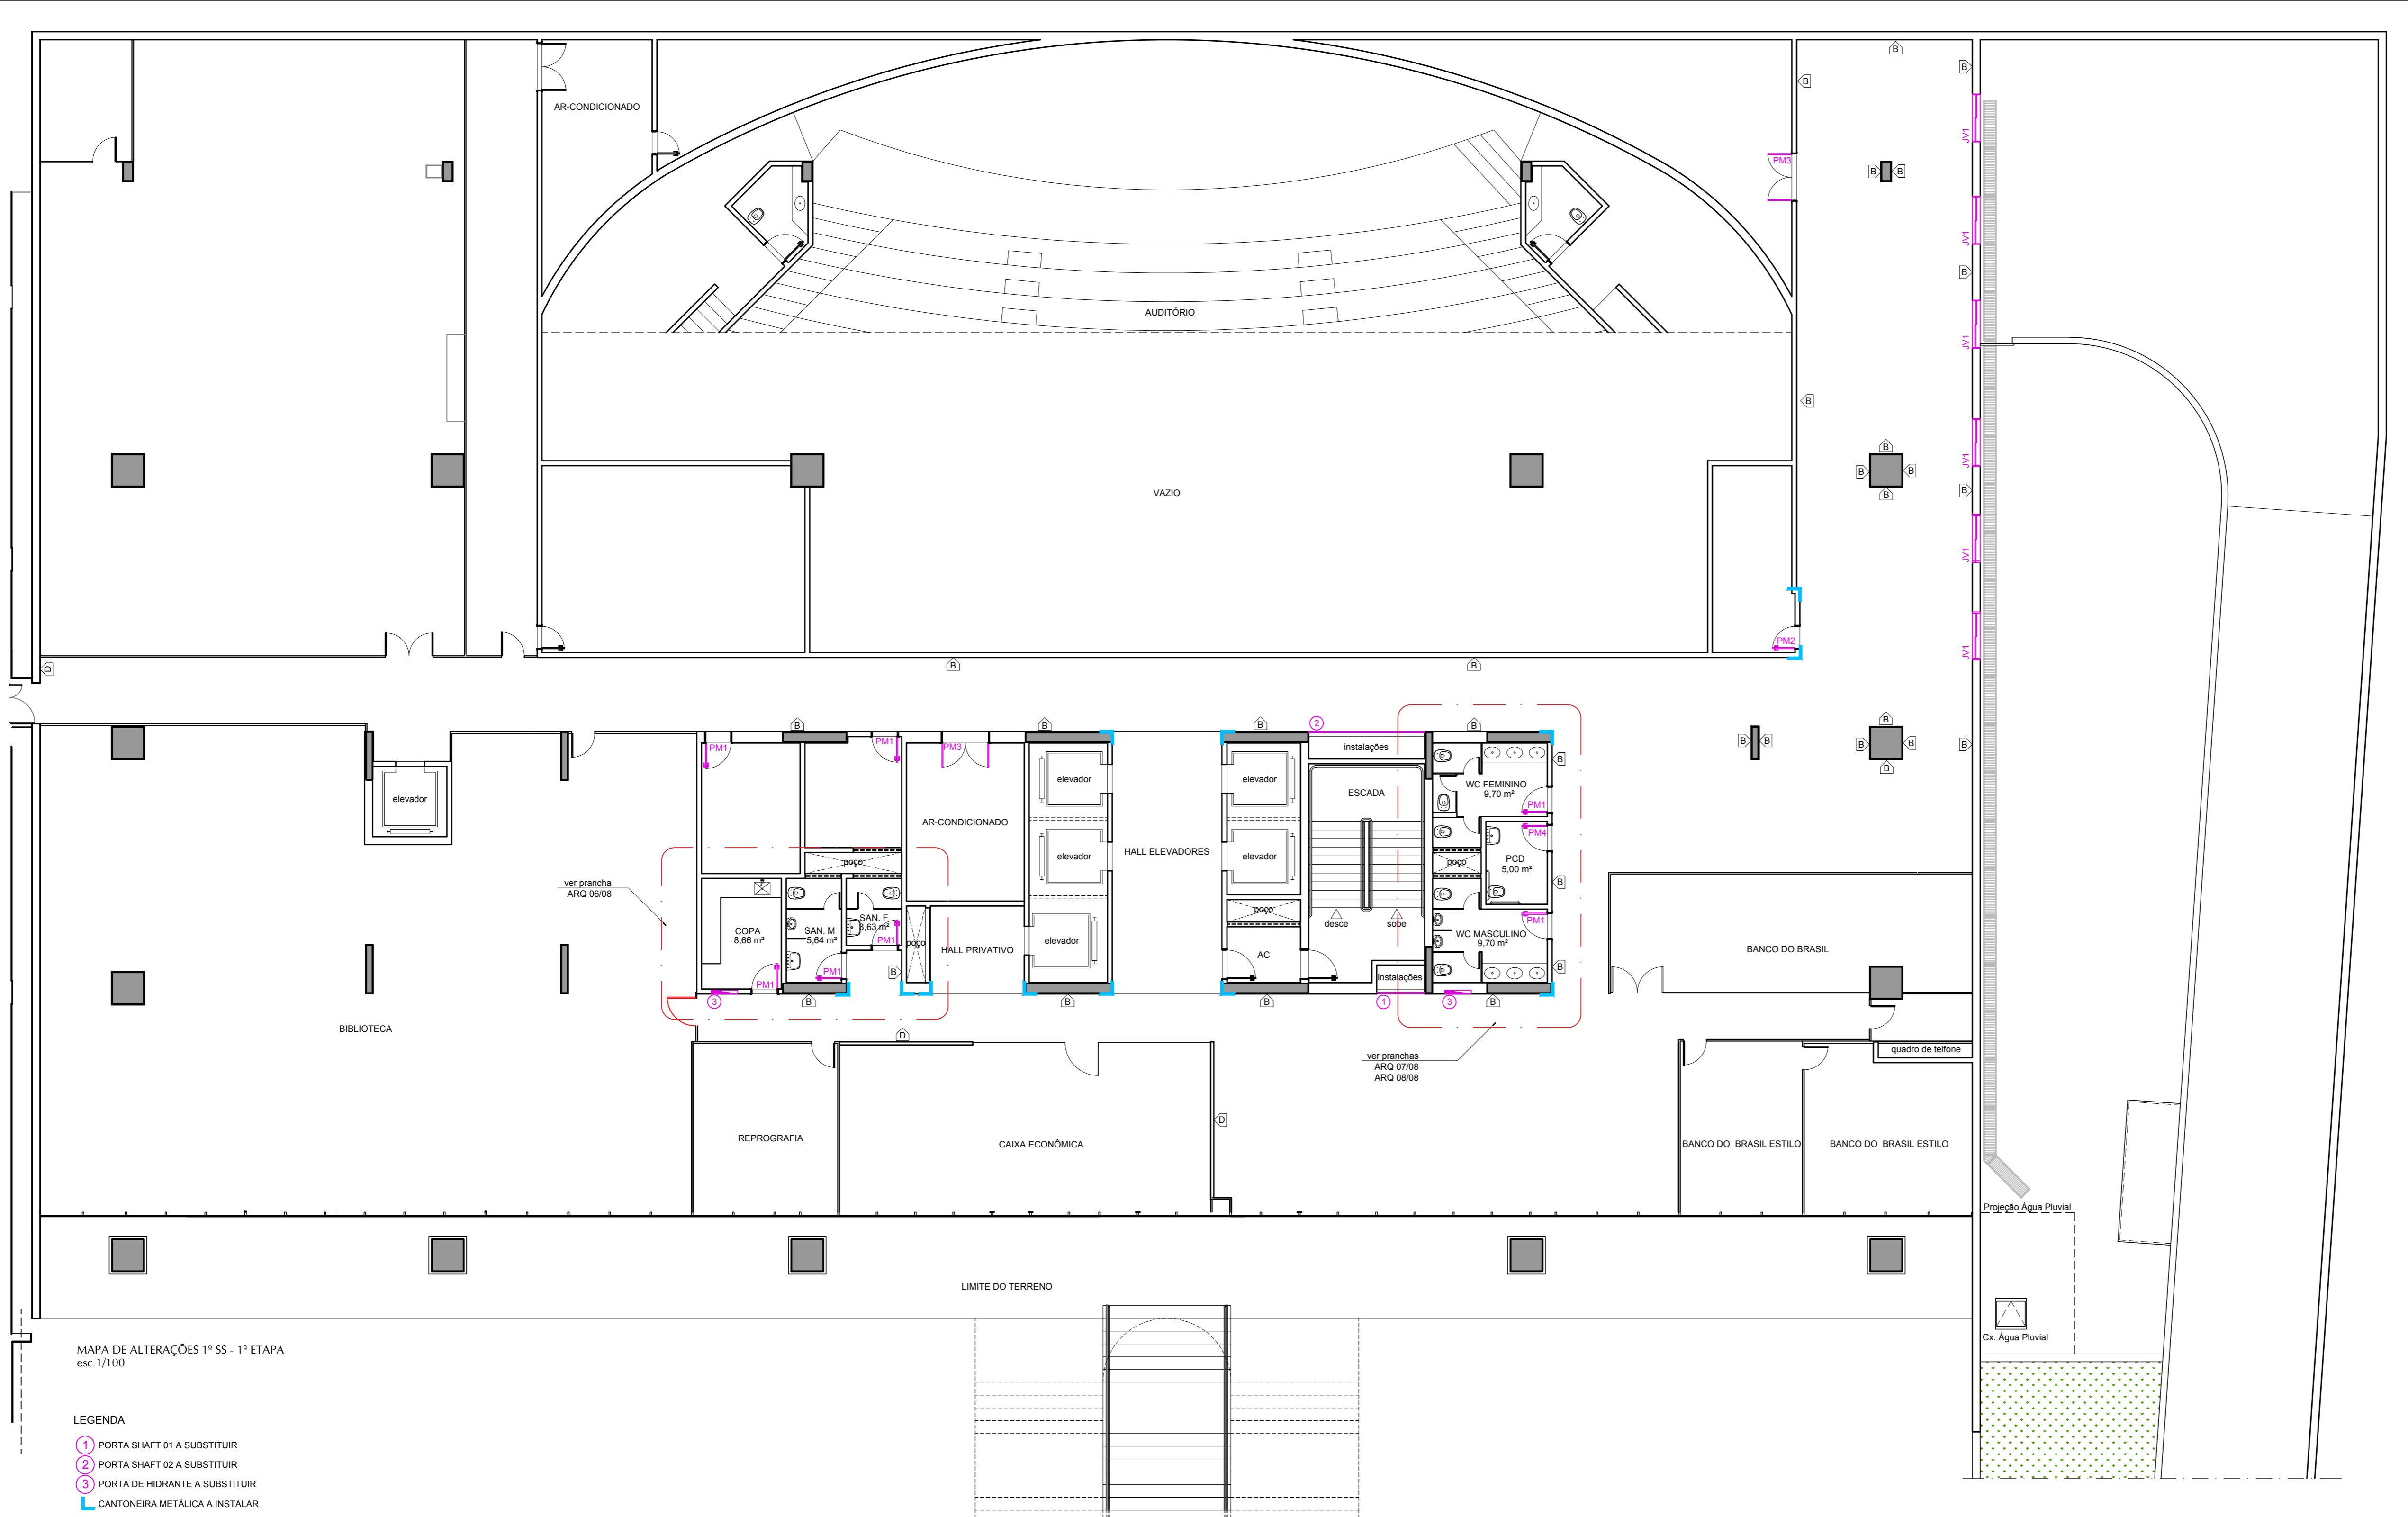 B
B
B
AR-CONDICIONADO
JV1
PM3
B
B
JV1
B
AUDITÓRIO
JV1
B
B
JV1
B
B
B
VAZIO
B
JV1
PM2
JV1
D
B
B
B
B
B
2
B
B
PM1
PM1
PM3
instalações
B
B
B
B
B
B
elevador
elevador
WC FEMININO
9,70 m²
B
elevador
ESCADA
PM1
AR-CONDICIONADO
PM4
HALL ELEVADORES
elevador
elevador
poço
poço
PCD
5,00 m²
ver prancha
ARQ 06/08
B
poço
SAN. F
3,63 m²
PM1
desce
sobe
COPA
8,66 m²
SAN. M
5,64 m²
PM1
poço
HALL PRIVATIVO
elevador
WC MASCULINO
9,70 m²
BANCO DO BRASIL
AC
B
PM1
PM1
instalações
B
3
B
B
B
1
3
B
BIBLIOTECA
D
quadro de telfone
ver pranchas
ARQ 07/08
ARQ 08/08
D
REPROGRAFIA
CAIXA ECONÔMICA
BANCO DO BRASIL ESTILO
BANCO DO BRASIL ESTILO
Projeção Água Pluvial
LIMITE DO TERRENO
Cx. Água Pluvial
MAPA DE ALTERAÇÕES 1º SS - 1ª ETAPA
esc 1/100
LEGENDA
1 PORTA SHAFT 01 A SUBSTITUIR
2 PORTA SHAFT 02 A SUBSTITUIR
3 PORTA DE HIDRANTE A SUBSTITUIR
CANTONEIRA METÁLICA A INSTALAR